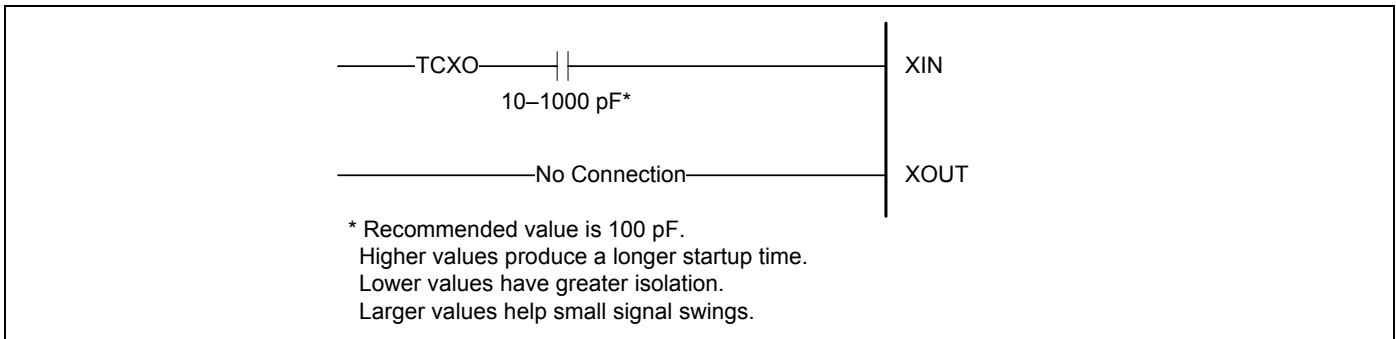 TCXO
XIN
10–1000 pF*
No Connection
XOUT
* Recommended value is 100 pF.
Higher values produce a longer startup time.
Lower values have greater isolation.
Larger values help small signal swings.